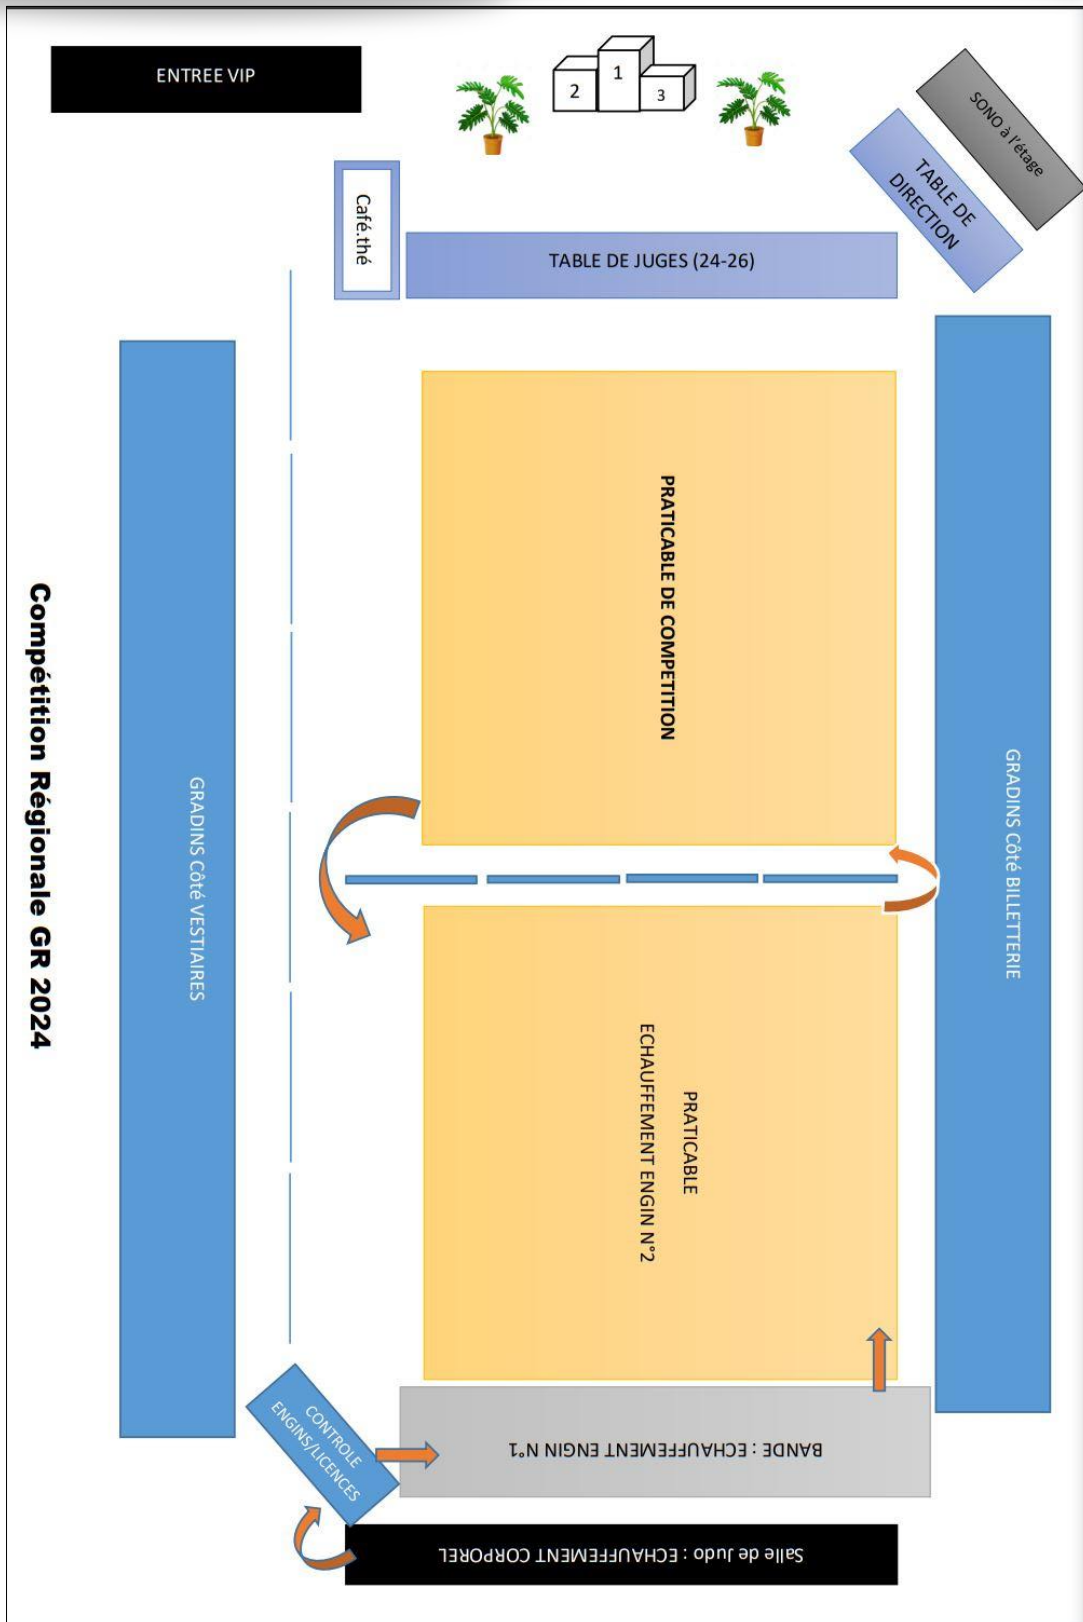 ENTREE VIP
2
1
3
SONO à l'étage
TABLE DE
DIRECTION
Café.thé
TABLE DE JUGES (24-26)
PRATICABLE DE COMPETITION
GRADINS Côté VESTIAIRES
GRADINS Côté BILLETTERIE
Compétition Régionale GR 2024
PRATICABLE
ECHAUFFEMENT ENGIN N°2
CONTROLE
ENGINS/LICENCES
BANDE : ECHAUFFEMENT ENGIN N°1
Salle de Judo : ECHAUFFEMENT CORPOREL